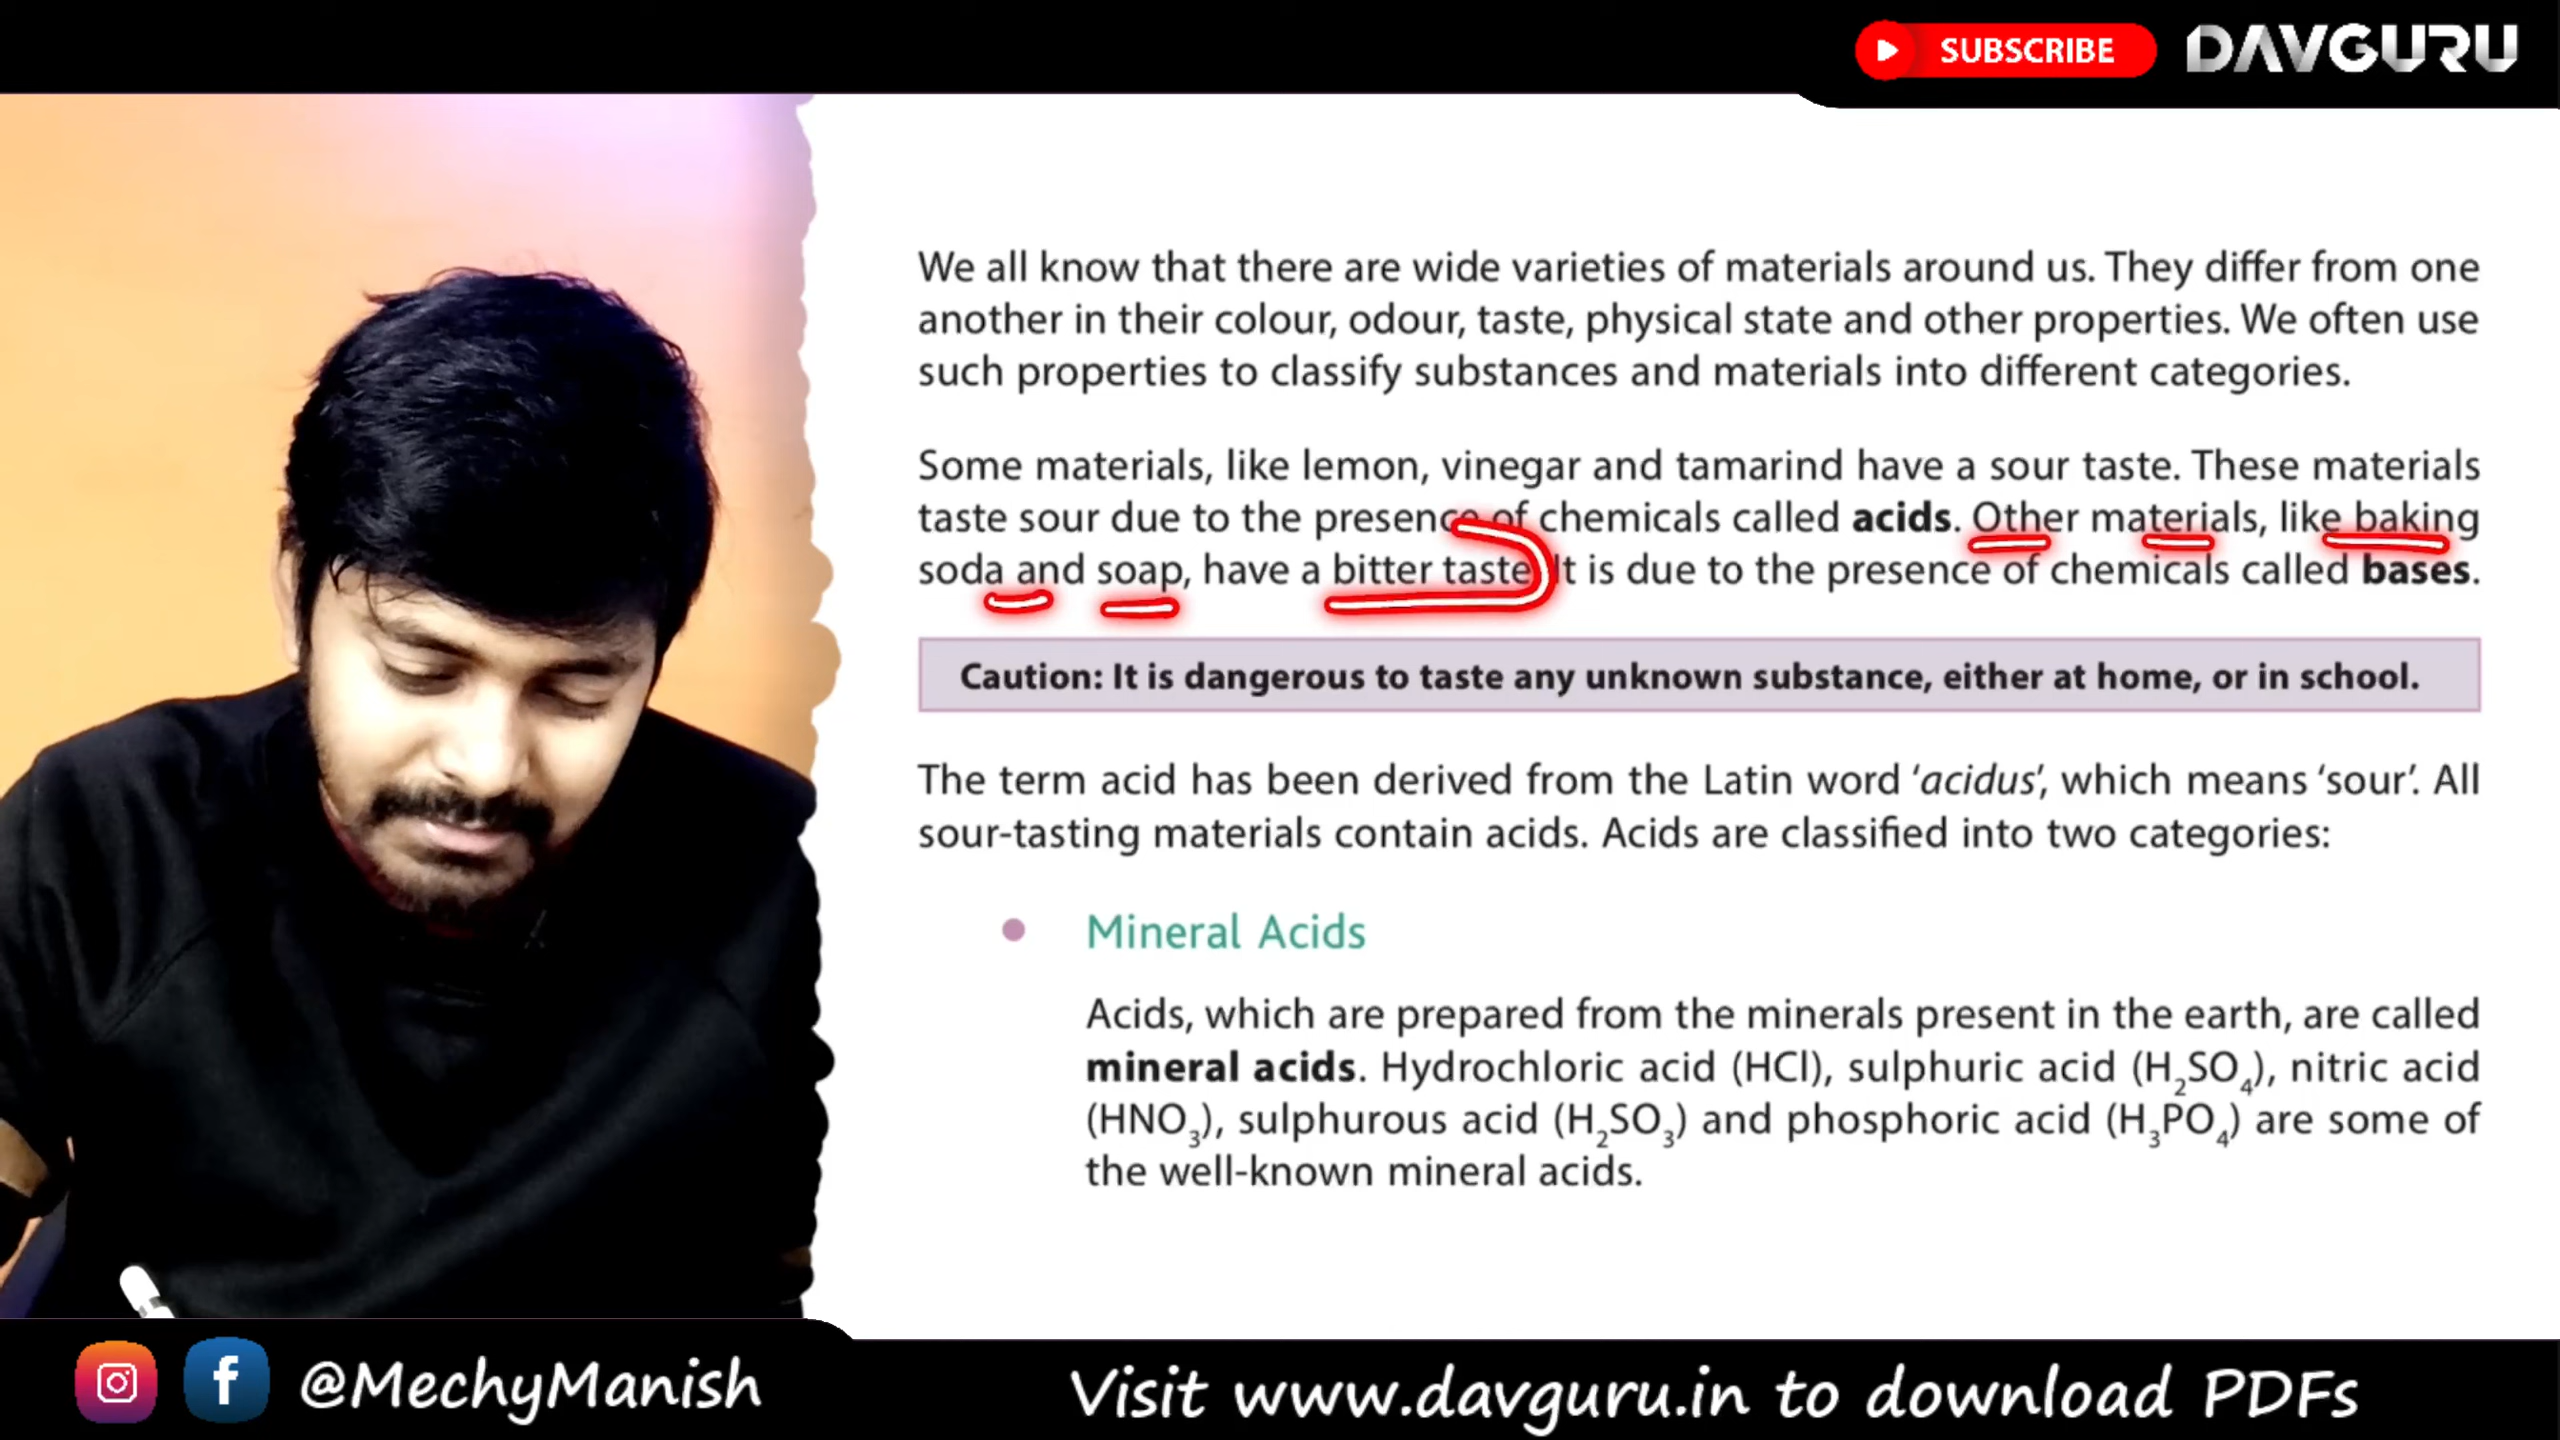 SUBSCRIBE DAVGURU
We all know that there are wide varieties of materials around us. They differ from one
another in their colour, odour, taste, physical state and other properties. We often use
such properties to classify substances and materials into different categories.
Some materials, like lemon, vinegar and tamarind have a sour taste. These materials
taste sour due to the presence of chemicals called acids. Other materials, like baking
soda and soap, have a bitter taste It is due to the presence of chemicals called bases.
Caution: It is dangerous to taste any unknown substance, either at home, or in school.
The term acid has been derived from the Latin word ‘acidus’, which means ‘sour’. All
sour-tasting materials contain acids. Acids are classified into two categories:
● Mineral Acids
Acids, which are prepared from the minerals present in the earth, are called
mineral acids. Hydrochloric acid (HCl), sulphuric acid (H₂SO₄), nitric acid
(HNO₃), sulphurous acid (H₂SO₃) and phosphoric acid (H₃PO₄) are some of
the well-known mineral acids.
@MechyManish Visit www.davguru.in to download PDFs